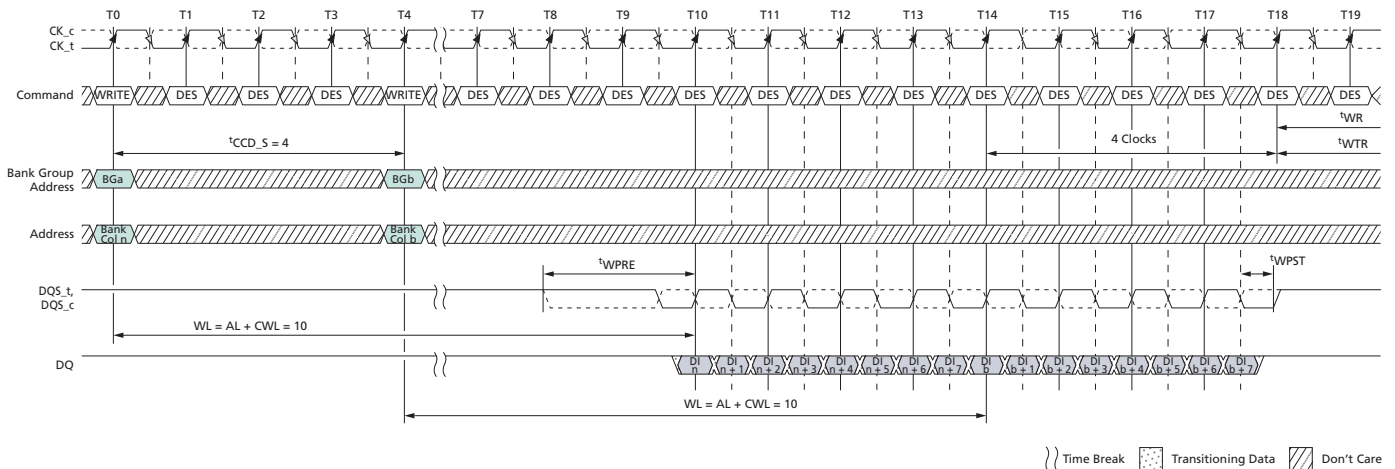 T0 T1 T2 T3 T4 T7 T8 T9 T10 T11 T12 T13 T14 T15 T16 T17 T18 T19
CK_c
CK_t
Command WRITE DES DES DES WRITE DES DES DES DES DES DES DES DES DES DES DES DES DES
tWR
tCCD_S = 4
4 Clocks
tWTR
Bank Group
Address
BGa BGb
Address
Bank
Col n
Bank
Col b
tWPRE
tWPST
DQS_t,
DQS_c
WL = AL + CWL = 10
DQ
DI
n
DI
n + 1
DI
n + 2
DI
n + 3
DI
n + 4
DI
n + 5
DI
n + 6
DI
n + 7
DI
b
DI
b + 1
DI
b + 2
DI
b + 3
DI
b + 4
DI
b + 5
DI
b + 6
DI
b + 7
WL = AL + CWL = 10
Time Break Transitioning Data Don't Care